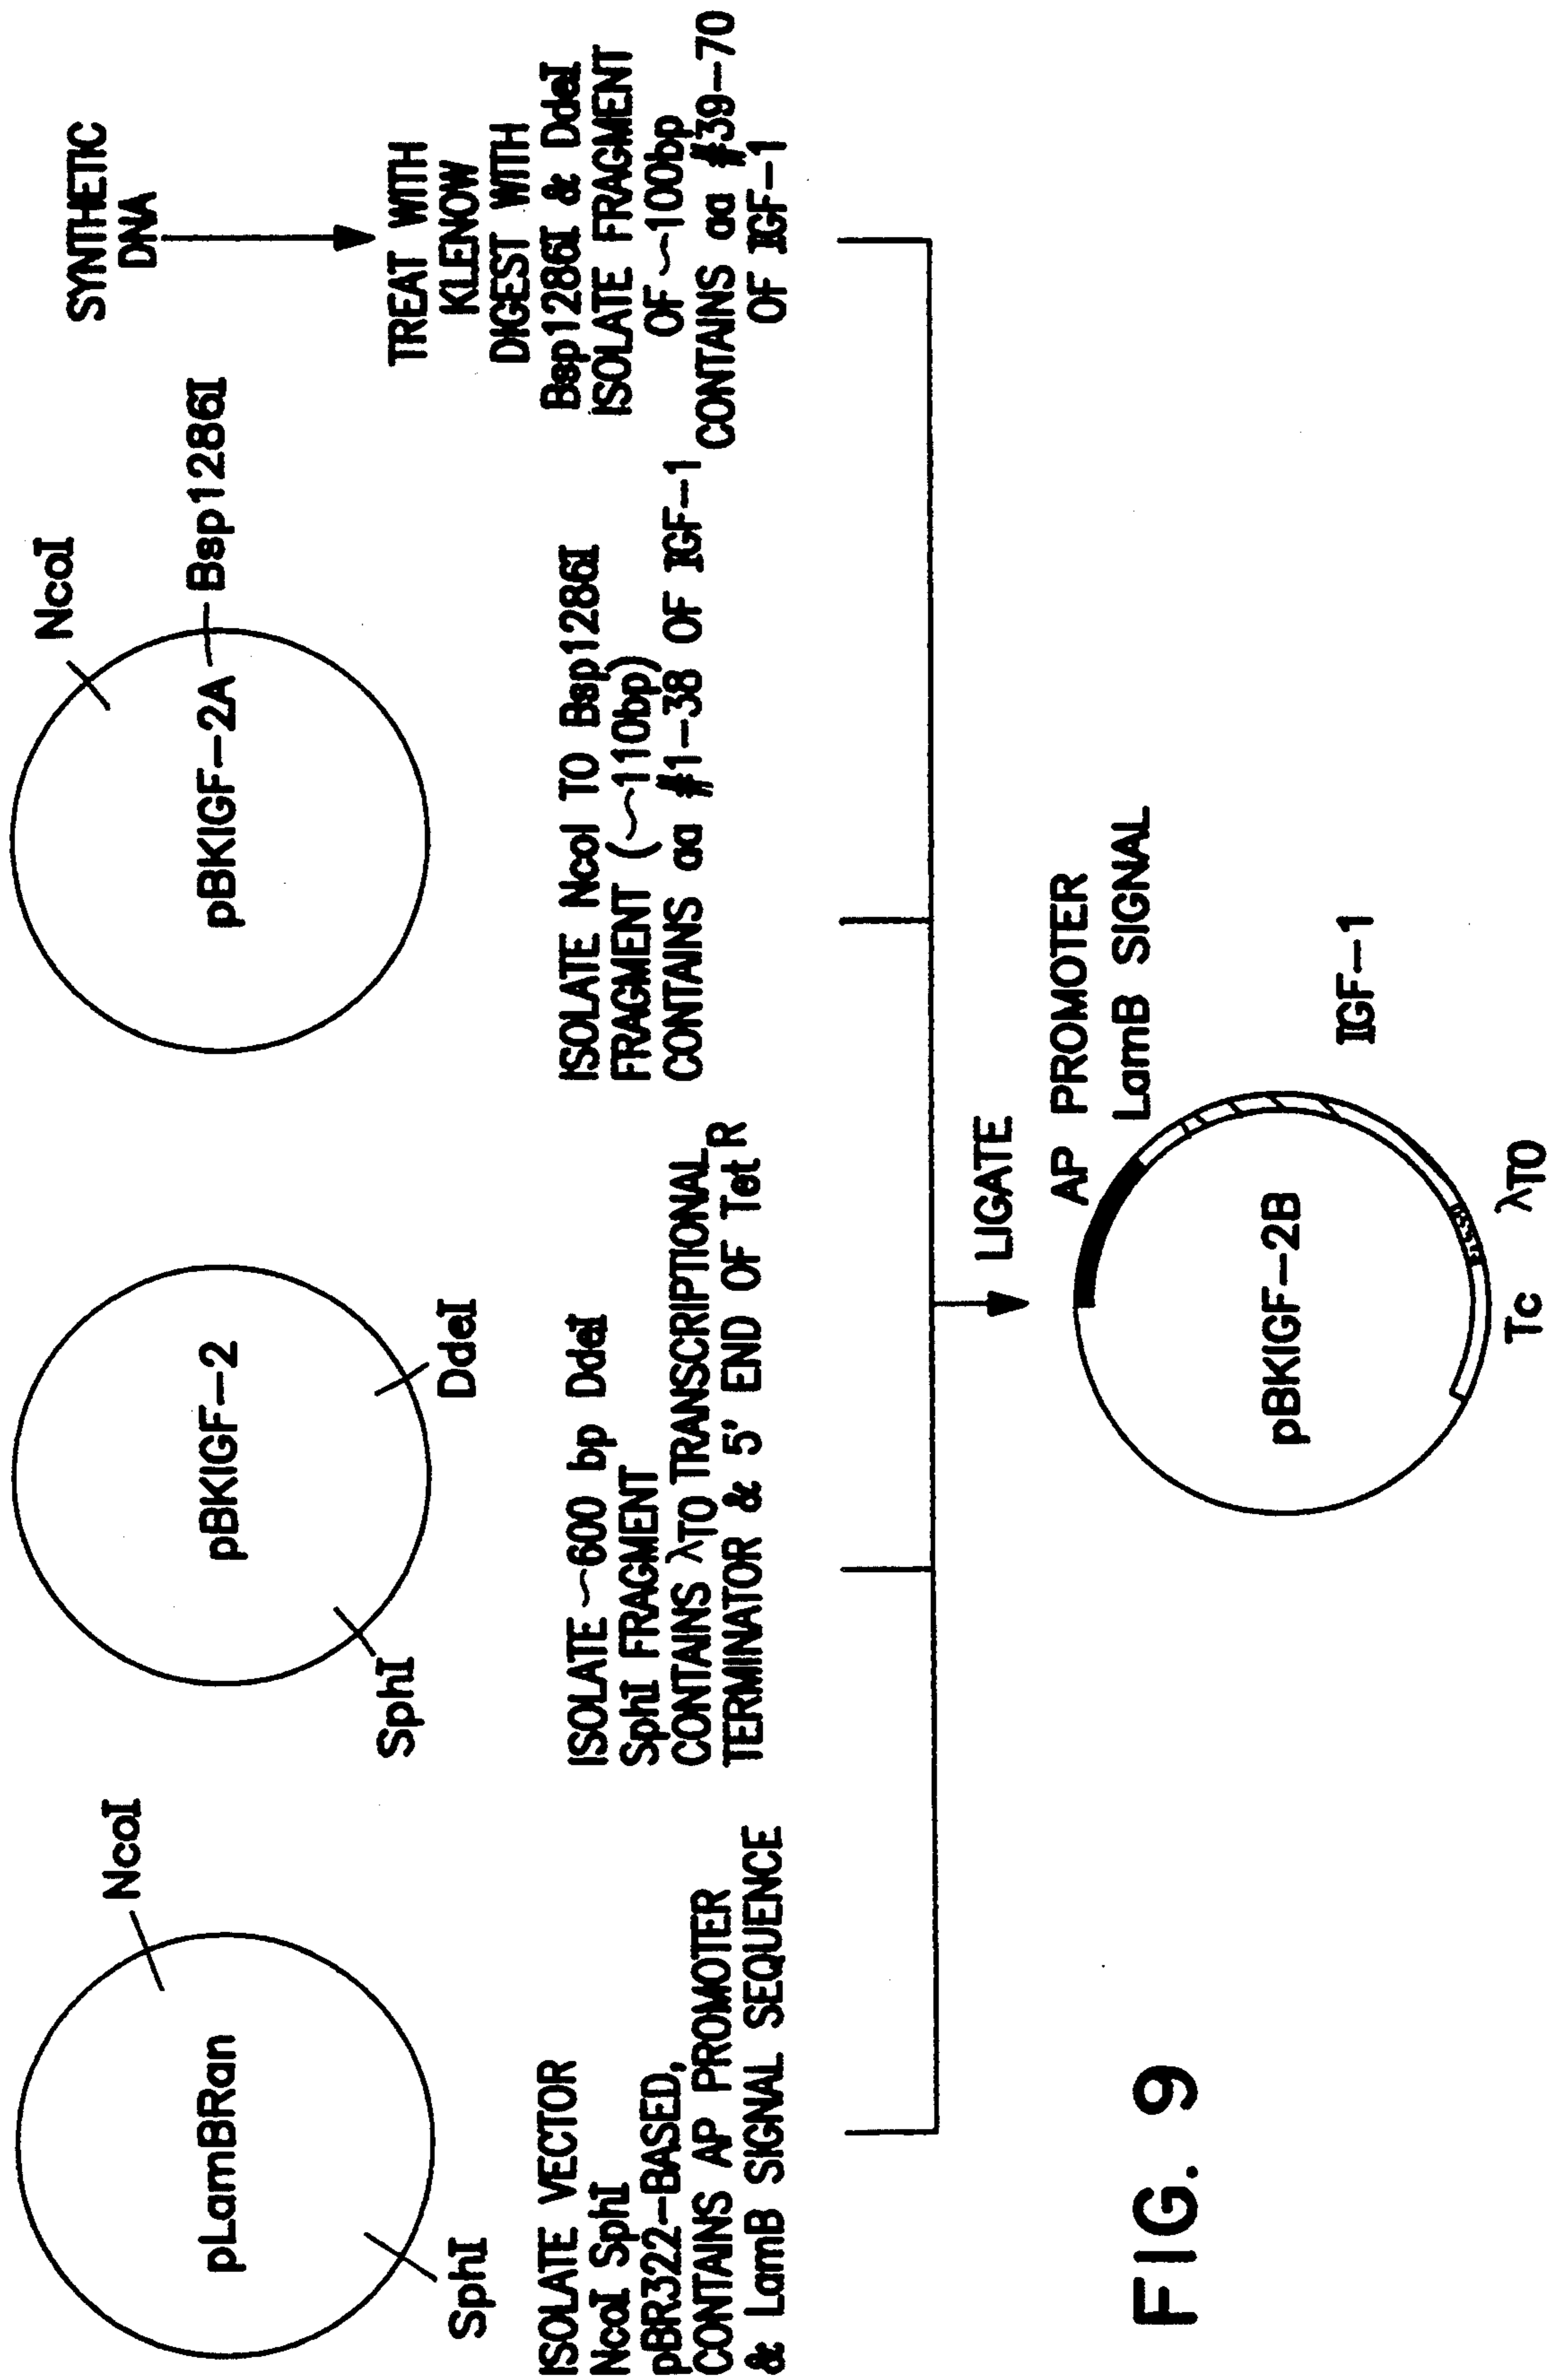 pLamBRan
NcoI
SphI
ISOLATE VECTOR
NcoI SphI
pBR322-BASED,
CONTAINS AP PROMOTER
& LamB SIGNAL SEQUENCE
pBKIGF-2
SphI
DdeI
ISOLATE ~600 bp DdeI
SphI FRAGMENT
CONTAINS λTO TRANSCRIPTIONAL
TERMINATOR & 5' END OF Tet R
NcoI
pBKIGF-2A
Bsp1286I
ISOLATE NcoI TO Bsp1286I
FRAGMENT (~110bp)
CONTAINS aa #1-38 OF IGF-1
SYNTHETIC
DNA
TREAT WITH
KLENOW
DIGEST WITH
Bsp1286I & DdeI
ISOLATE FRAGMENT
OF ~100bp
CONTAINS aa #39-70
OF IGF-1
LIGATE
AP PROMOTER
LamB SIGNAL
pBKIGF-2B
IGF-1
Tc
λTO
FIG. 9